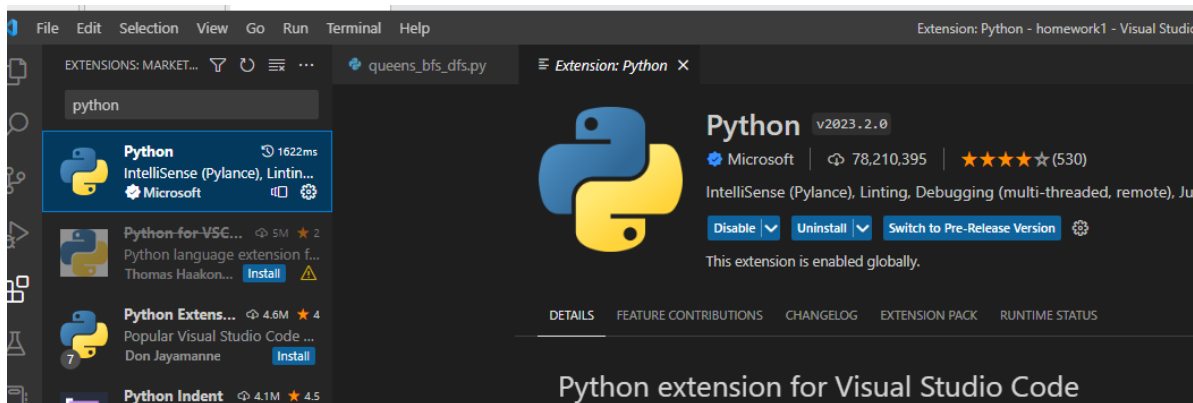 File Edit Selection View Go Run Terminal Help Extension: Python - homework1 - Visual Studio
EXTENSIONS: MARKET...
python
Python 1622ms
IntelliSense (Pylance), Lintin...
Microsoft
Python for VSC... 5M 2
Python language extension f...
Thomas Haakon... Install
Python Extens... 4.6M 4
Popular Visual Studio Code ...
7 Don Jayamanne Install
Python Indent 4.1M 4.5
queens_bfs_dfs.py Extension: Python
Python v2023.2.0
Microsoft 78,210,395 (530)
IntelliSense (Pylance), Linting, Debugging (multi-threaded, remote), Ju
Disable Uninstall Switch to Pre-Release Version
This extension is enabled globally.
DETAILS FEATURE CONTRIBUTIONS CHANGELOG EXTENSION PACK RUNTIME STATUS
Python extension for Visual Studio Code